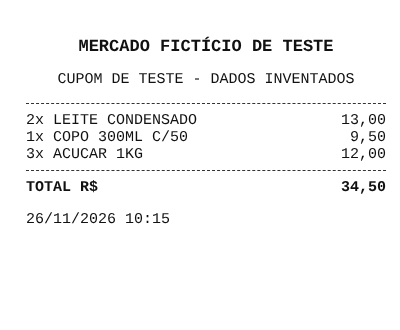 MERCADO FICTÍCIO DE TESTE
CUPOM DE TESTE - DADOS INVENTADOS
2x LEITE CONDENSADO 13,00
1x COPO 300ML C/50 9,50
3x ACUCAR 1KG 12,00
TOTAL R$ 34,50
26/11/2026 10:15